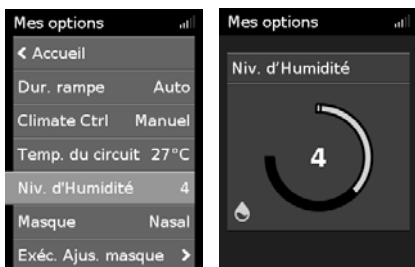 Mes options
< Accueil
Dur. rampe Auto
Climate Ctrl Manuel
Temp. du circuit 27°C
Niv. d'Humidité 4
Masque Nasal
Exéc. Ajus. masque >
Mes options
Niv. d'Humidité
4